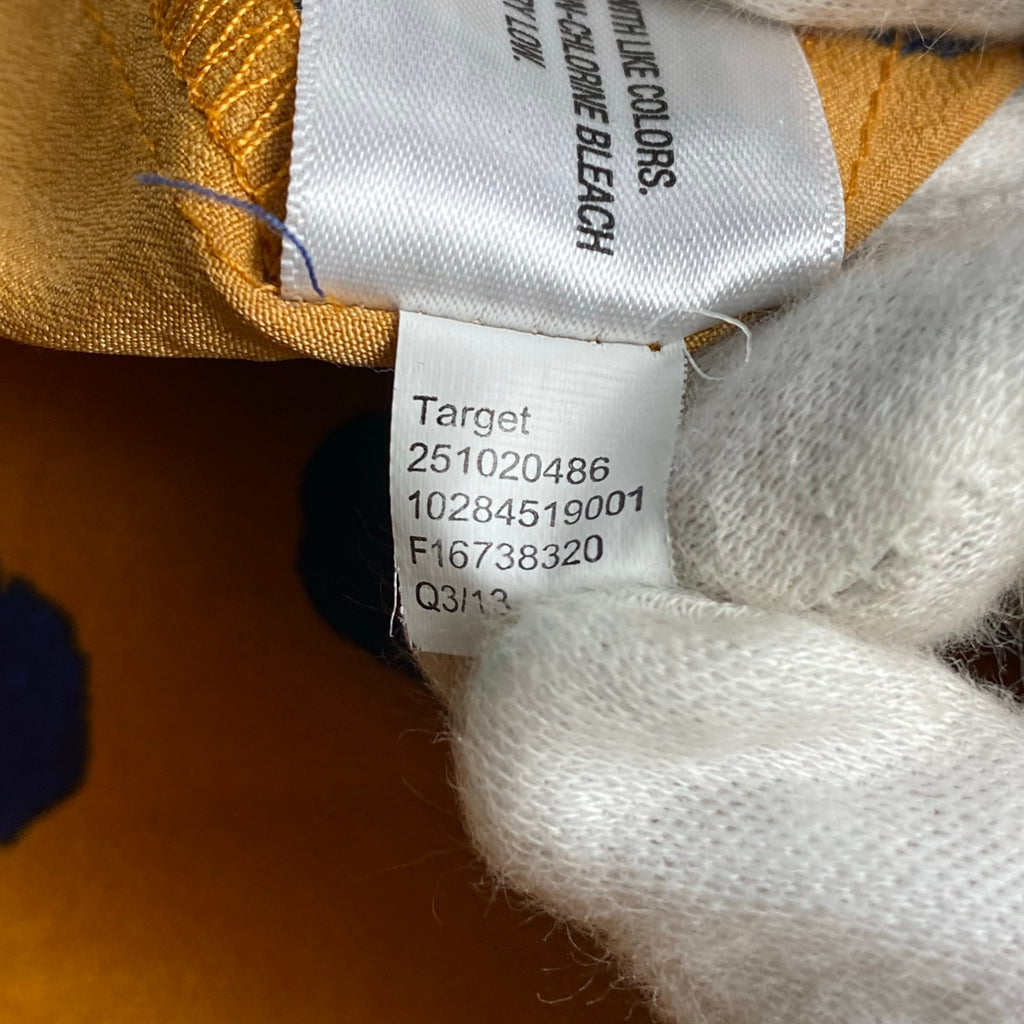 WITH LIKE COLORS.
N-CHLORINE BLEACH
Y LOW.
Target
251020486
10284519001
F16738320
Q3/13